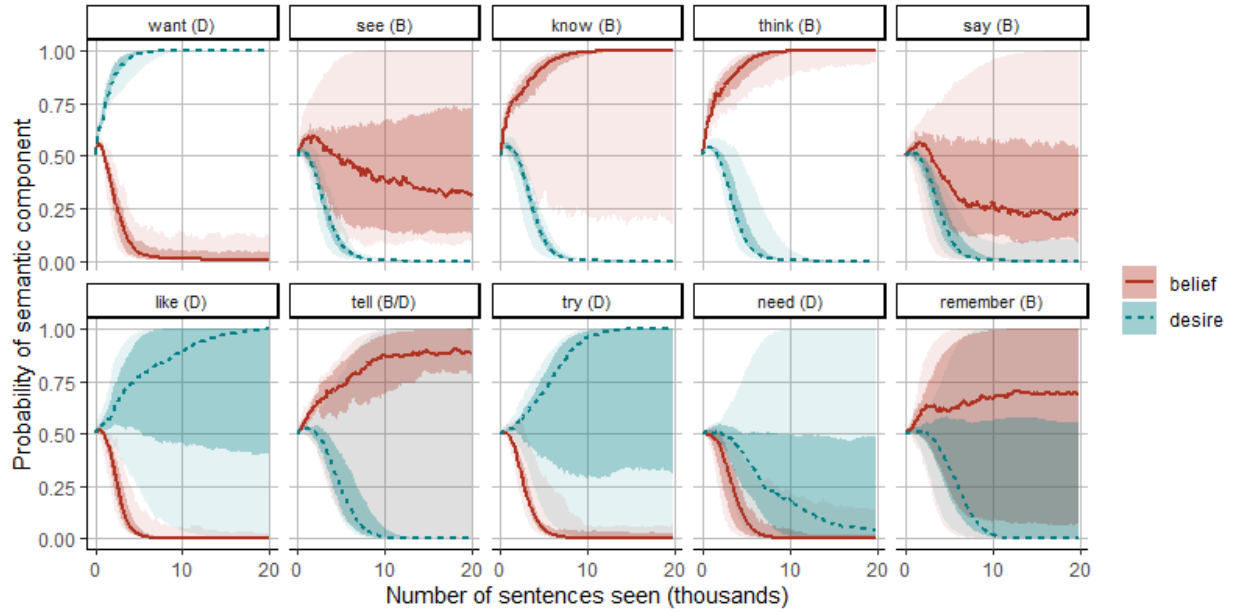 want (D) see (B) know (B) think (B) say (B)
1.00
0.75
0.50
0.25
0.00
like (D) tell (B/D) try (D) need (D) remember (B)
1.00
0.75
0.50
0.25
0.00
0 10 20 0 10 20 0 10 20 0 10 20 0 10 20
Number of sentences seen (thousands)
Probability of semantic component
belief
desire